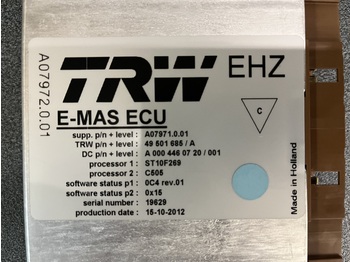 A07972.0.01
TRW EHZ
E-MAS ECU
C
supp. p/n + level : A07971.0.01
TRW p/n + level : 49 501 685 / A
DC p/n + level : A 000 446 07 20 / 001
processor 1 : ST10F269
processor 2 : C505
software status p1 : 0C4 rev.01
software status p2 : 0x15
serial number : 19629
production date : 15-10-2012
Made in Holland